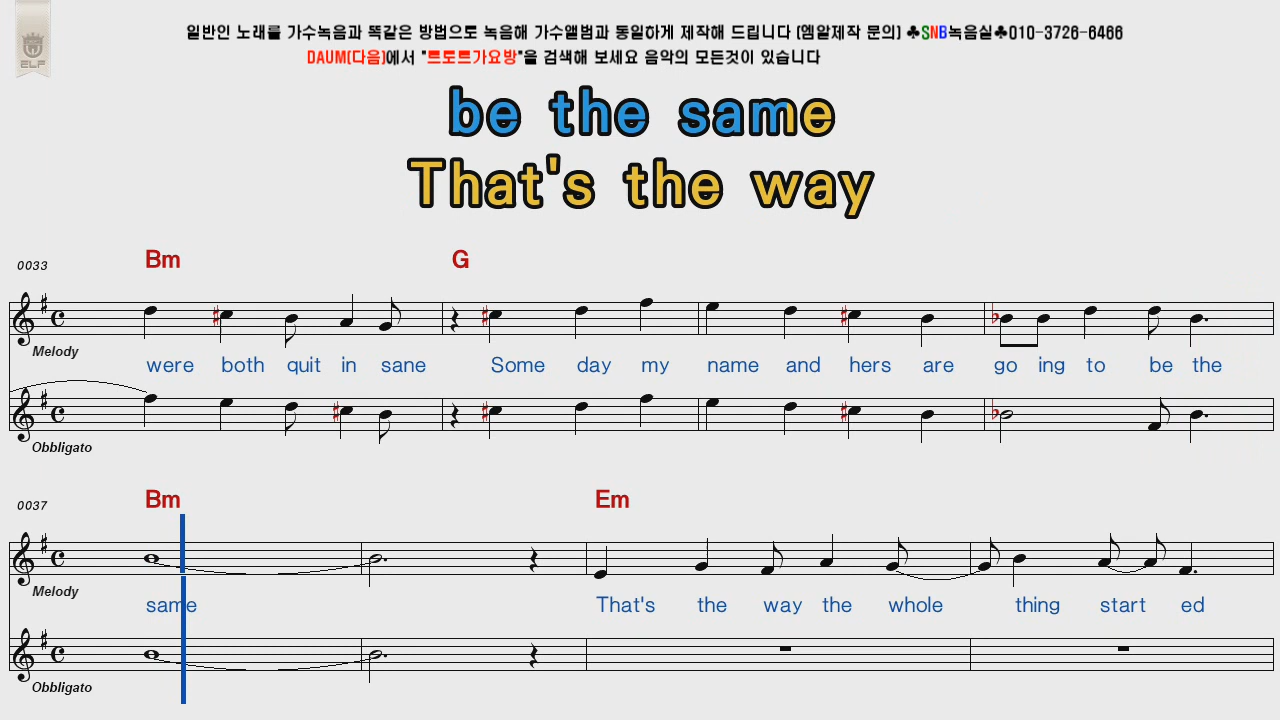 일반인 노래를 가수녹음과 똑같은 방법으로 녹음해 가수앨범과 동일하게 제작해 드립니다 (엠알제작 문의) ♣SNB녹음실♣010-3726-6466
DAUM(다음)에서 "트로트가요방"을 검색해 보세요 음악의 모든것이 있습니다
ELF
be the same
That's the way
0033
Bm G
Melody
were both quit in sane Some day my name and hers are go ing to be the
Obbligato
0037
Bm Em
Melody
same That's the way the whole thing start ed
Obbligato